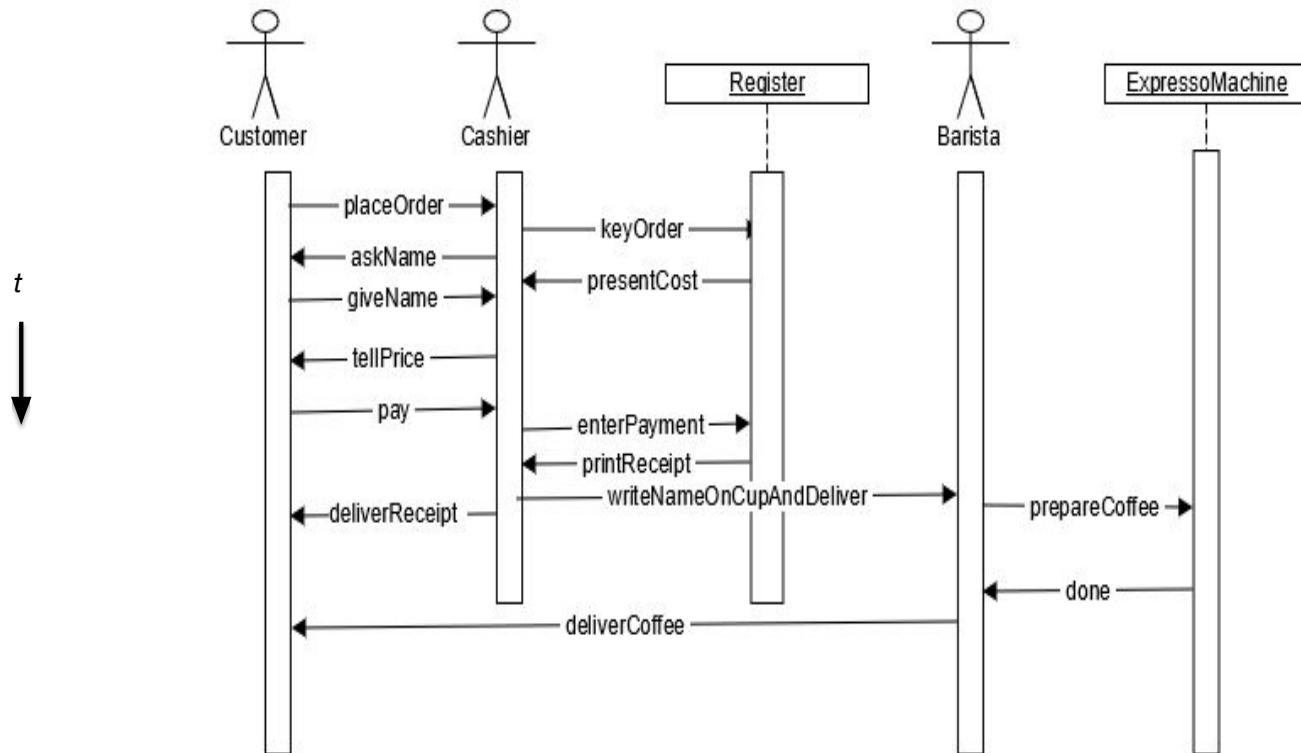 Register
ExpressoMachine
Customer
Cashier
Barista
placeOrder
keyOrder
askName
presentCost
t
giveName
tellPrice
pay
enterPayment
printReceipt
writeNameOnCupAndDeliver
deliverReceipt
prepareCoffee
done
deliverCoffee